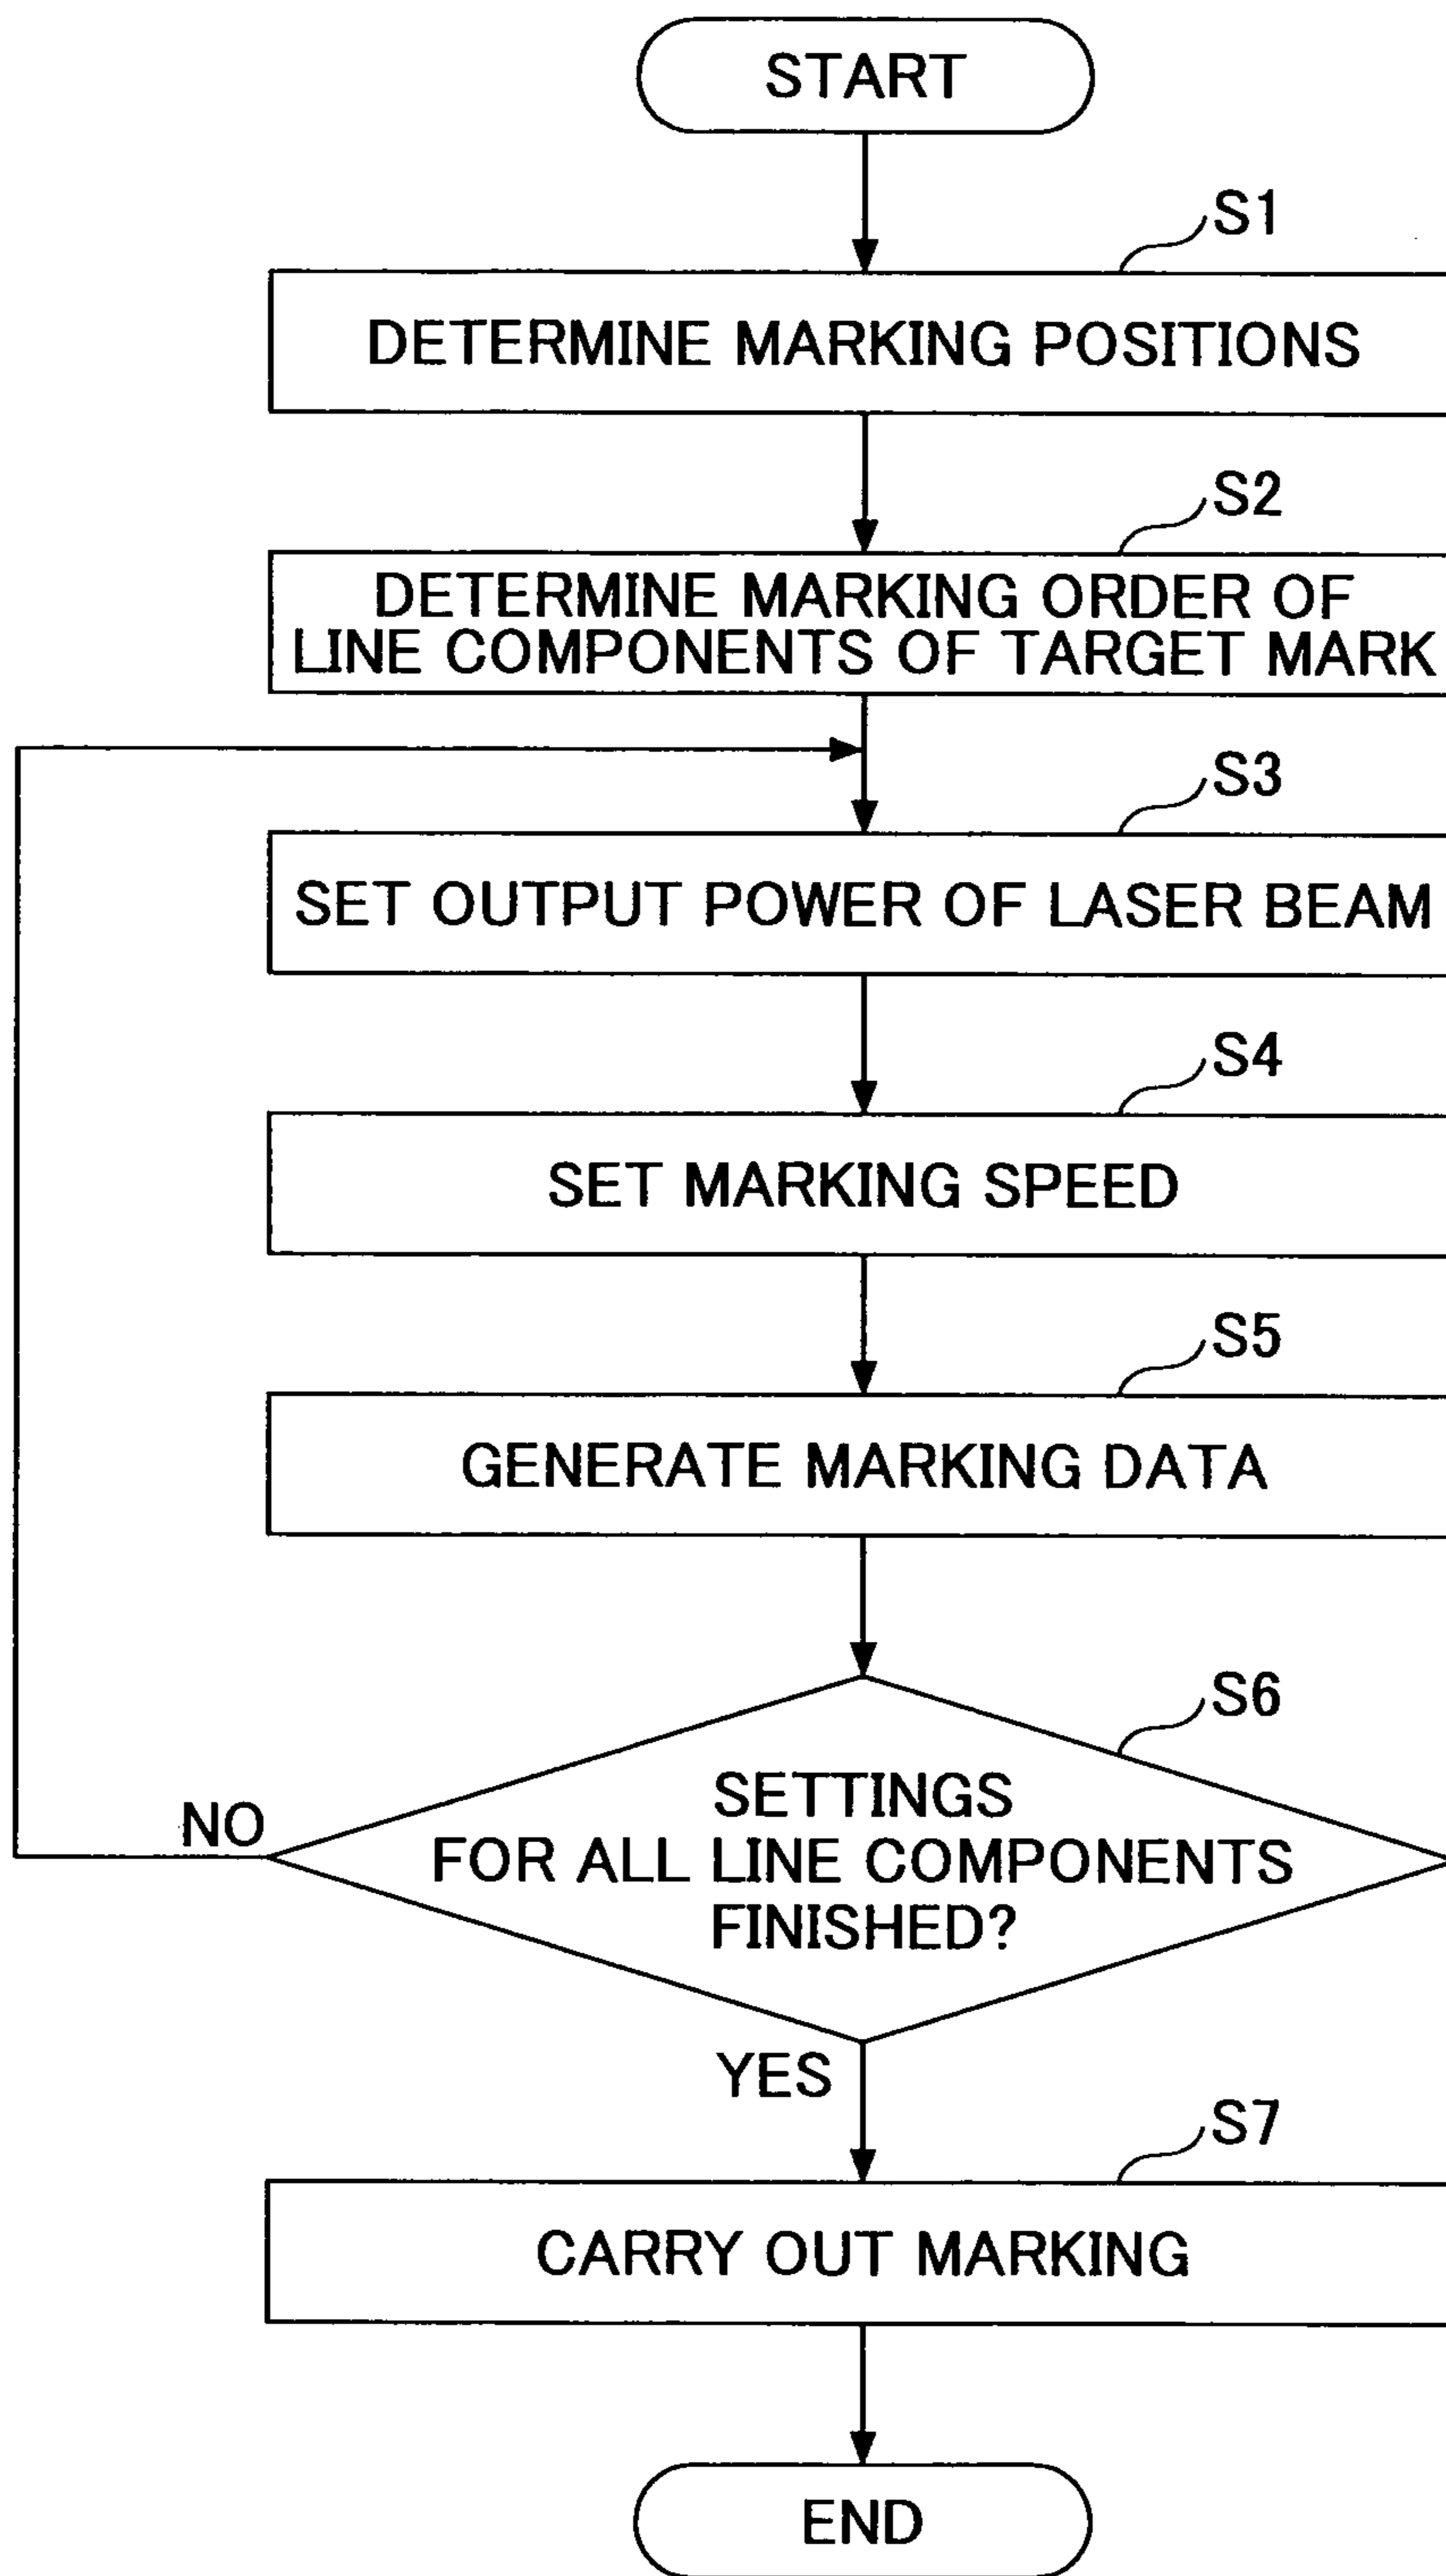 START
S1
DETERMINE MARKING POSITIONS
S2
DETERMINE MARKING ORDER OF
LINE COMPONENTS OF TARGET MARK
S3
SET OUTPUT POWER OF LASER BEAM
S4
SET MARKING SPEED
S5
GENERATE MARKING DATA
S6
SETTINGS
FOR ALL LINE COMPONENTS
FINISHED?
NO
YES
S7
CARRY OUT MARKING
END